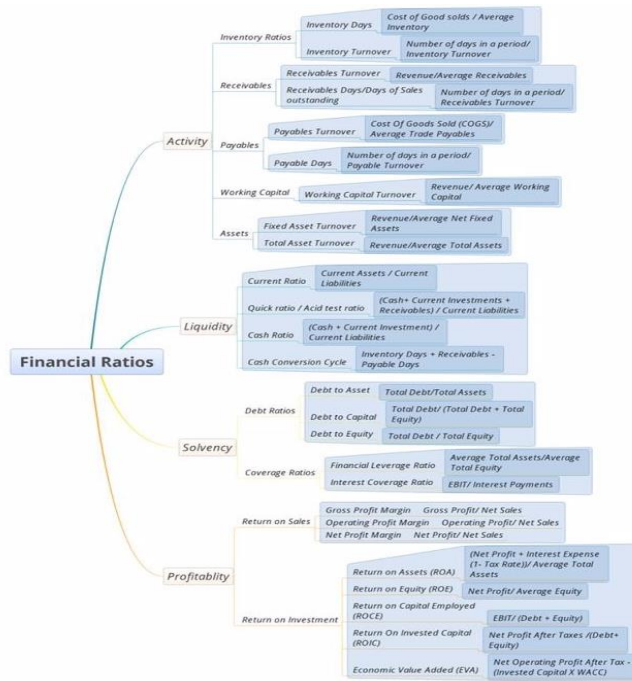 Financial Ratios
Activity
Inventory Ratios
Inventory Days
Cost of Good solds / Average
Inventory
Inventory Turnover
Number of days in a period/
Inventory Turnover
Receivables
Receivables Turnover
Revenue/Average Receivables
Receivables Days/Days of Sales
outstanding
Number of days in a period/
Receivables Turnover
Payables
Payables Turnover
Cost Of Goods Sold (COGS)/
Average Trade Payables
Payable Days
Number of days in a period/
Payable Turnover
Working Capital
Working Capital Turnover
Revenue/ Average Working
Capital
Assets
Fixed Asset Turnover
Revenue/Average Net Fixed
Assets
Total Asset Turnover
Revenue/Average Total Assets
Liquidity
Current Ratio
Current Assets / Current
Liabilities
Quick ratio / Acid test ratio
(Cash+ Current Investments +
Receivables) / Current Liabilities
Cash Ratio
(Cash + Current Investment) /
Current Liabilities
Cash Conversion Cycle
Inventory Days + Receivables -
Payable Days
Solvency
Debt Ratios
Debt to Asset
Total Debt/Total Assets
Debt to Capital
Total Debt/ (Total Debt + Total
Equity)
Debt to Equity
Total Debt / Total Equity
Coverage Ratios
Financial Leverage Ratio
Average Total Assets/Average
Total Equity
Interest Coverage Ratio
EBIT/ Interest Payments
Profitablity
Return on Sales
Gross Profit Margin
Gross Profit/ Net Sales
Operating Profit Margin
Operating Profit/ Net Sales
Net Profit Margin
Net Profit/ Net Sales
Return on Investment
Return on Assets (ROA)
(Net Profit + Interest Expense
(1- Tax Rate))/ Average Total
Assets
Return on Equity (ROE)
Net Profit/ Average Equity
Return on Capital Employed
(ROCE)
EBIT/ (Debt + Equity)
Return On Invested Capital
(ROIC)
Net Profit After Taxes /(Debt+
Equity)
Economic Value Added (EVA)
Net Operating Profit After Tax -
(Invested Capital X WACC)